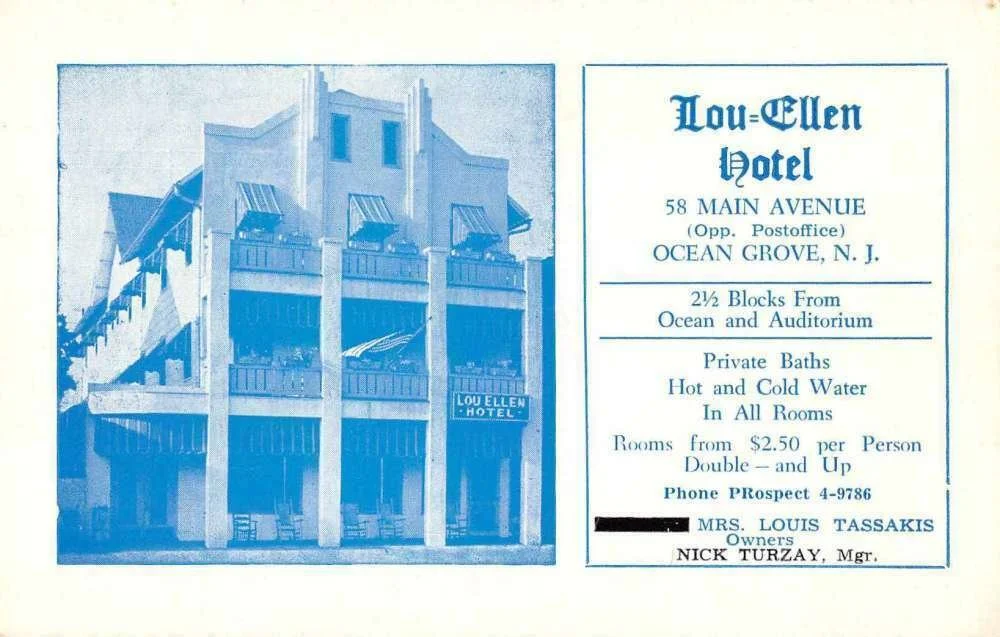 LOU ELLEN
- HOTEL -
Lou-Ellen
Hotel
58 MAIN AVENUE
(Opp. Postoffice)
OCEAN GROVE, N. J.
2½ Blocks From
Ocean and Auditorium
Private Baths
Hot and Cold Water
In All Rooms
Rooms from $2.50 per Person
Double — and Up
Phone PRospect 4-9786
MRS. LOUIS TASSAKIS
Owners
NICK TURZAY, Mgr.